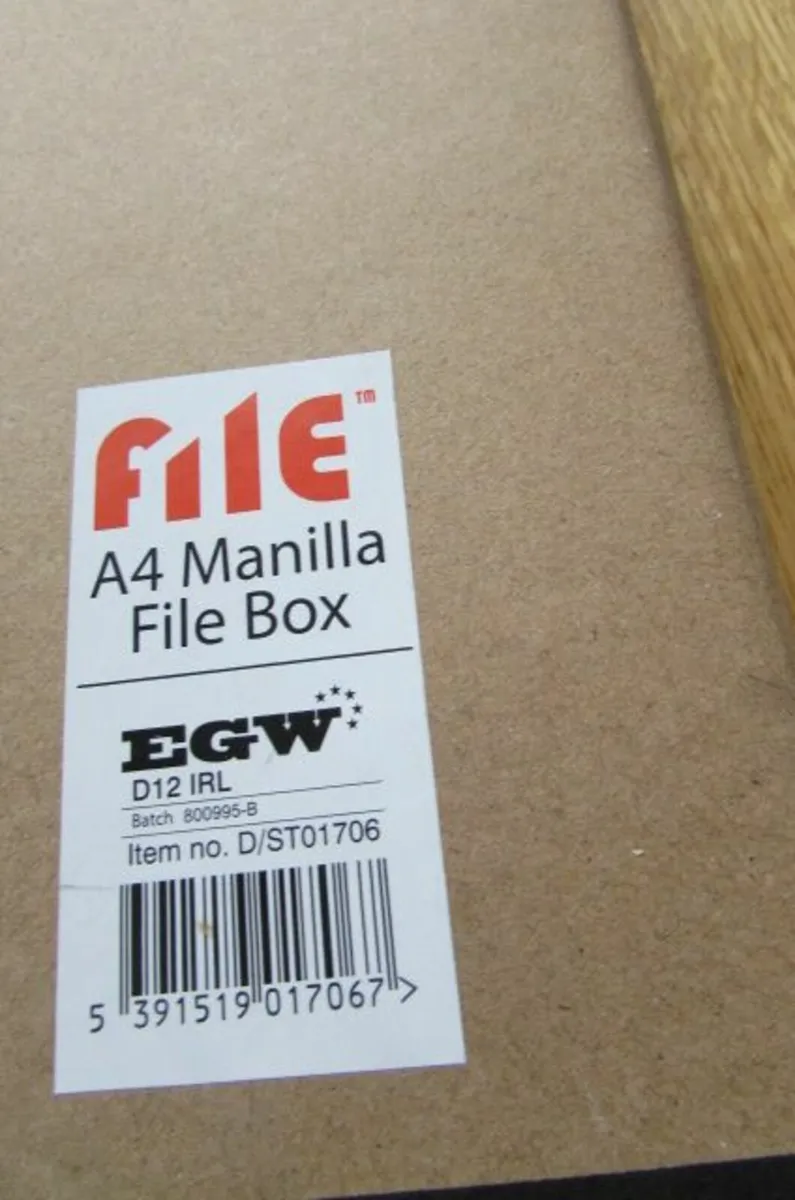 FILE™
A4 Manilla
File Box
EGW
D12 IRL
Batch 800995-B
Item no. D/ST01706
5 391519 017067 >